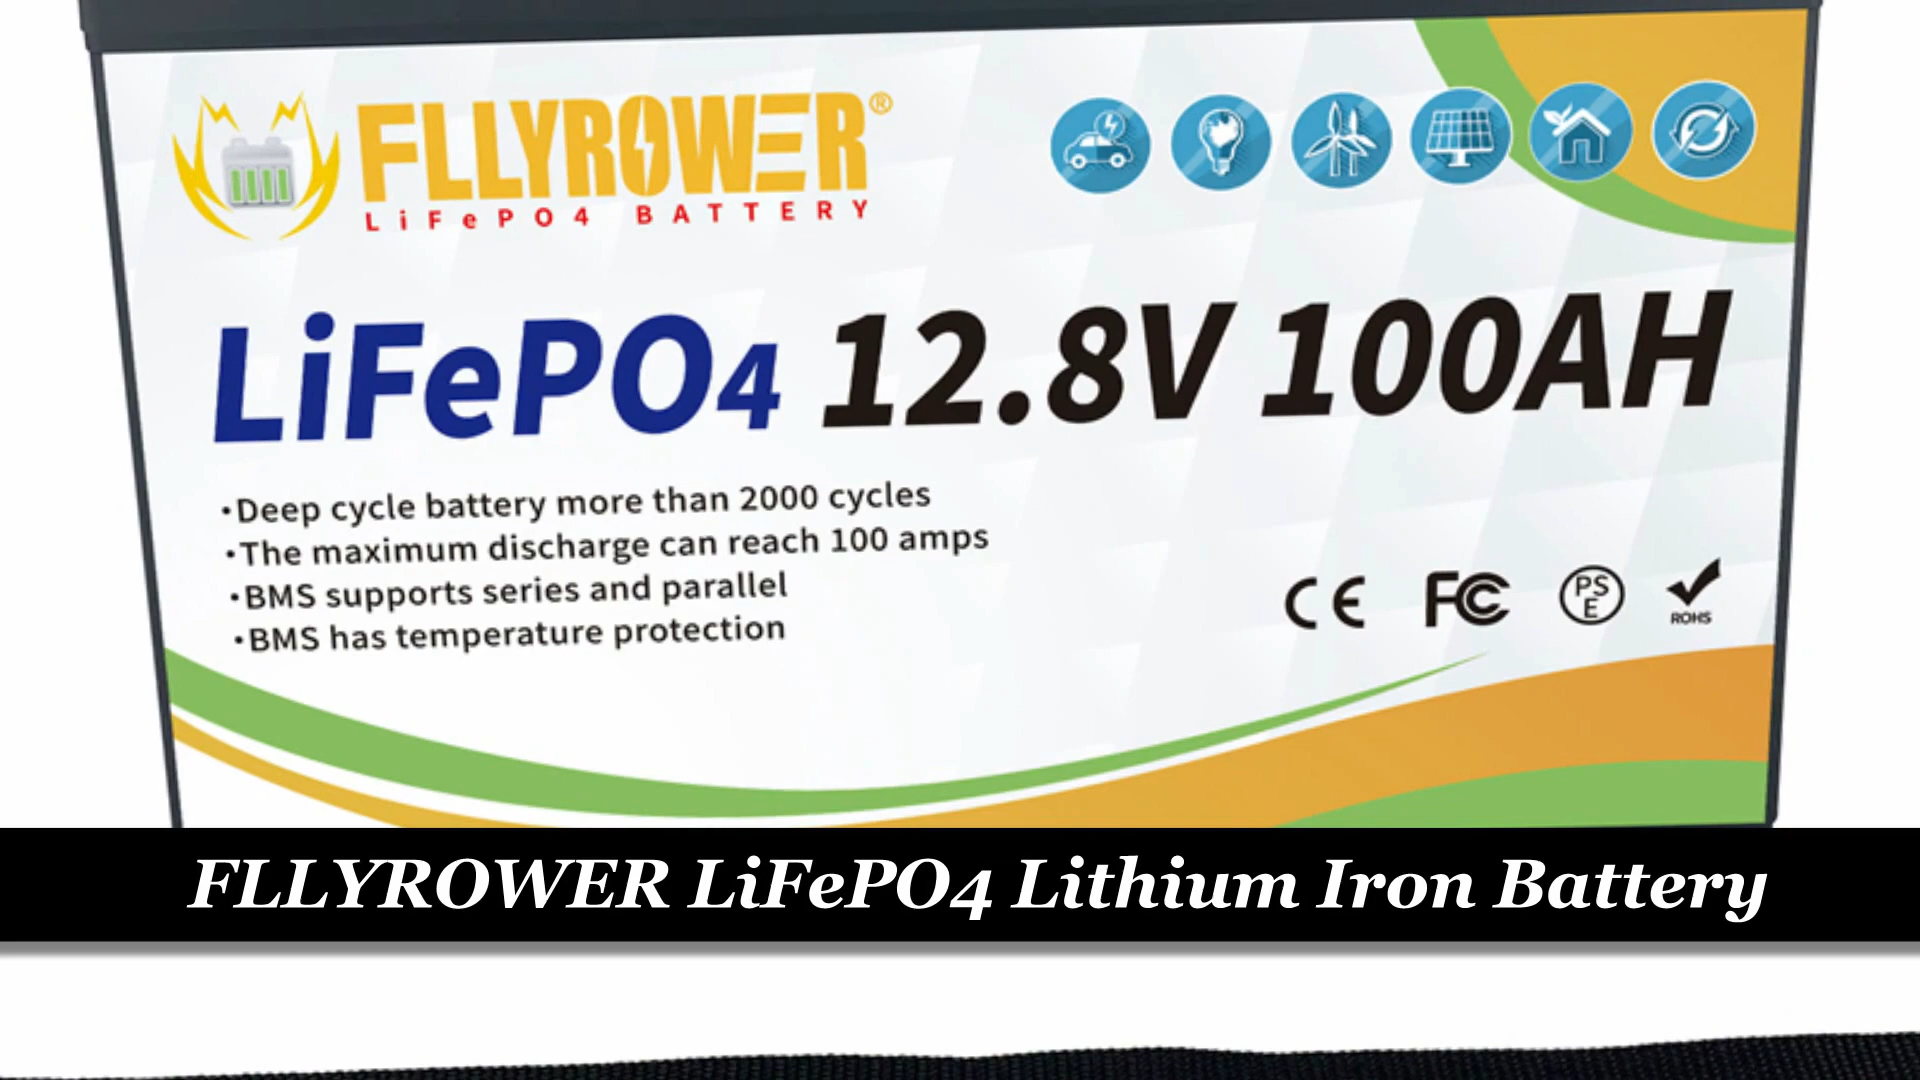 FLLYROWER®
LiFePO4 BATTERY
LiFePO4 12.8V 100AH
·Deep cycle battery more than 2000 cycles
·The maximum discharge can reach 100 amps
·BMS supports series and parallel
·BMS has temperature protection
CE FC PSE ROHS
FLLYROWER LiFePO4 Lithium Iron Battery